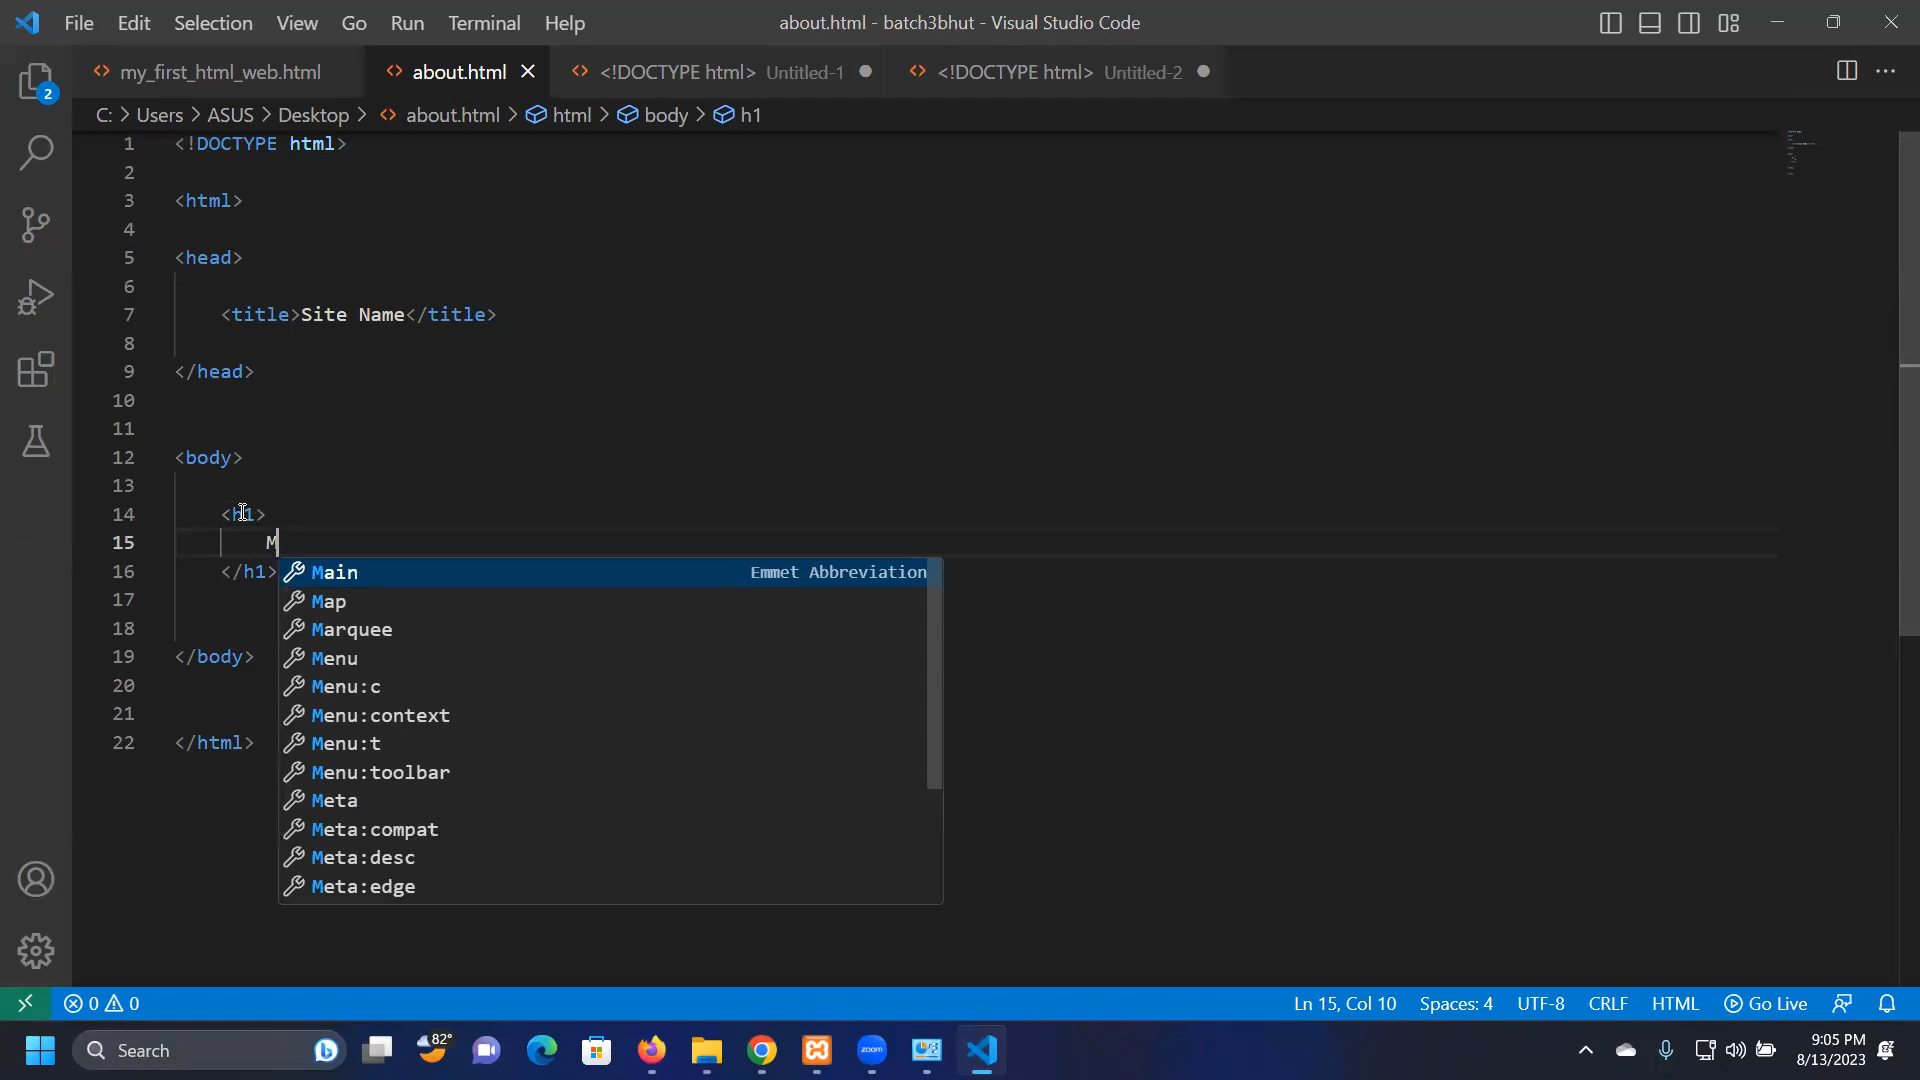 File Edit Selection View Go Run Terminal Help about.html - batch3bhut - Visual Studio Code
my_first_html_web.html about.html <!DOCTYPE html> Untitled-1 <!DOCTYPE html> Untitled-2
2
C: > Users > ASUS > Desktop > about.html > html > body > h1
1 <!DOCTYPE html>
2
3 <html>
4
5 <head>
6
7 <title>Site Name</title>
8
9 </head>
10
11
12 <body>
13
14 <h1>
15 M
16 </h1>
17
18
19 </body>
20
21
22 </html>
Main Emmet Abbreviation
Map
Marquee
Menu
Menu:c
Menu:context
Menu:t
Menu:toolbar
Meta
Meta:compat
Meta:desc
Meta:edge
0 0 Ln 15, Col 10 Spaces: 4 UTF-8 CRLF HTML Go Live
Search 82° zoom 9:05 PM
8/13/2023